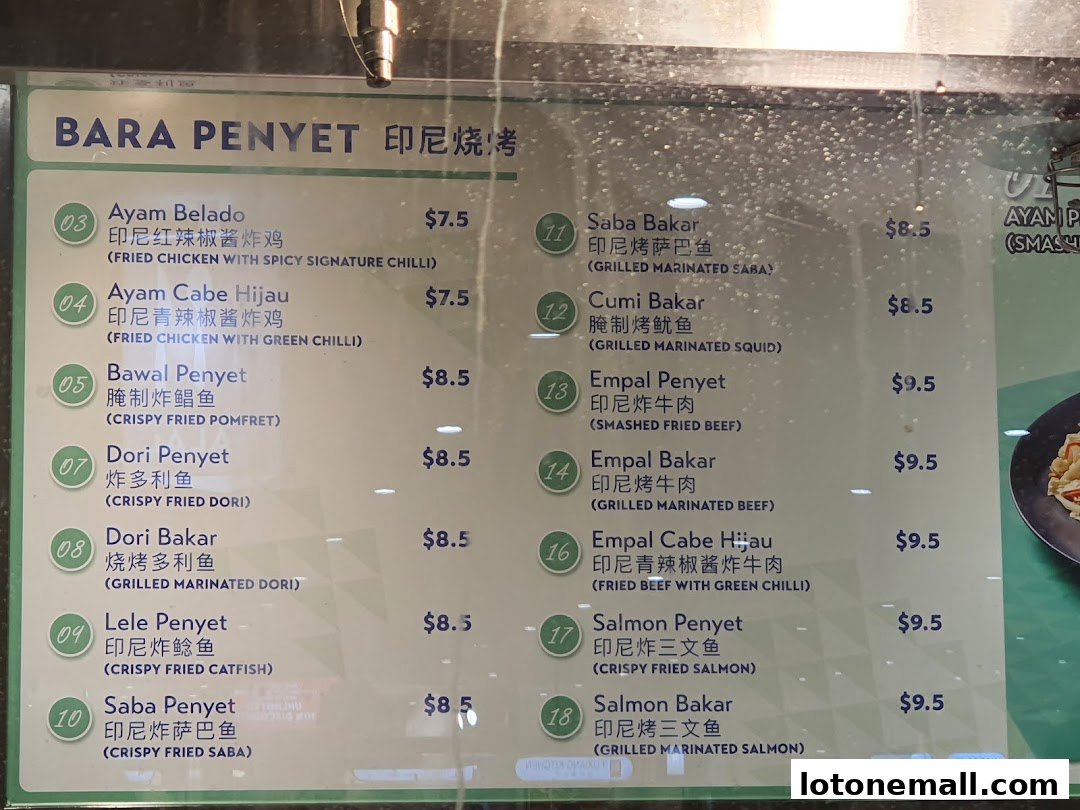 BARA PENYET 印尼烧烤
03
Ayam Belado
$7.5
印尼红辣椒酱炸鸡
(FRIED CHICKEN WITH SPICY SIGNATURE CHILLI)
04
Ayam Cabe Hijau
$7.5
印尼青辣椒酱炸鸡
(FRIED CHICKEN WITH GREEN CHILLI)
05
Bawal Penyet
$8.5
腌制炸鲳鱼
(CRISPY FRIED POMFRET)
07
Dori Penyet
$8.5
炸多利鱼
(CRISPY FRIED DORI)
08
Dori Bakar
$8.5
烧烤多利鱼
(GRILLED MARINATED DORI)
09
Lele Penyet
$8.5
印尼炸鲶鱼
(CRISPY FRIED CATFISH)
10
Saba Penyet
$8.5
印尼炸萨巴鱼
(CRISPY FRIED SABA)
11
Saba Bakar
$8.5
印尼烤萨巴鱼
(GRILLED MARINATED SABA)
12
Cumi Bakar
$8.5
腌制烤鱿鱼
(GRILLED MARINATED SQUID)
13
Empal Penyet
$9.5
印尼炸牛肉
(SMASHED FRIED BEEF)
14
Empal Bakar
$9.5
印尼烤牛肉
(GRILLED MARINATED BEEF)
16
Empal Cabe Hijau
$9.5
印尼青辣椒酱炸牛肉
(FRIED BEEF WITH GREEN CHILLI)
17
Salmon Penyet
$9.5
印尼炸三文鱼
(CRISPY FRIED SALMON)
18
Salmon Bakar
$9.5
印尼烤三文鱼
(GRILLED MARINATED SALMON)
AYAM P
(SMASH
lotonemall.com